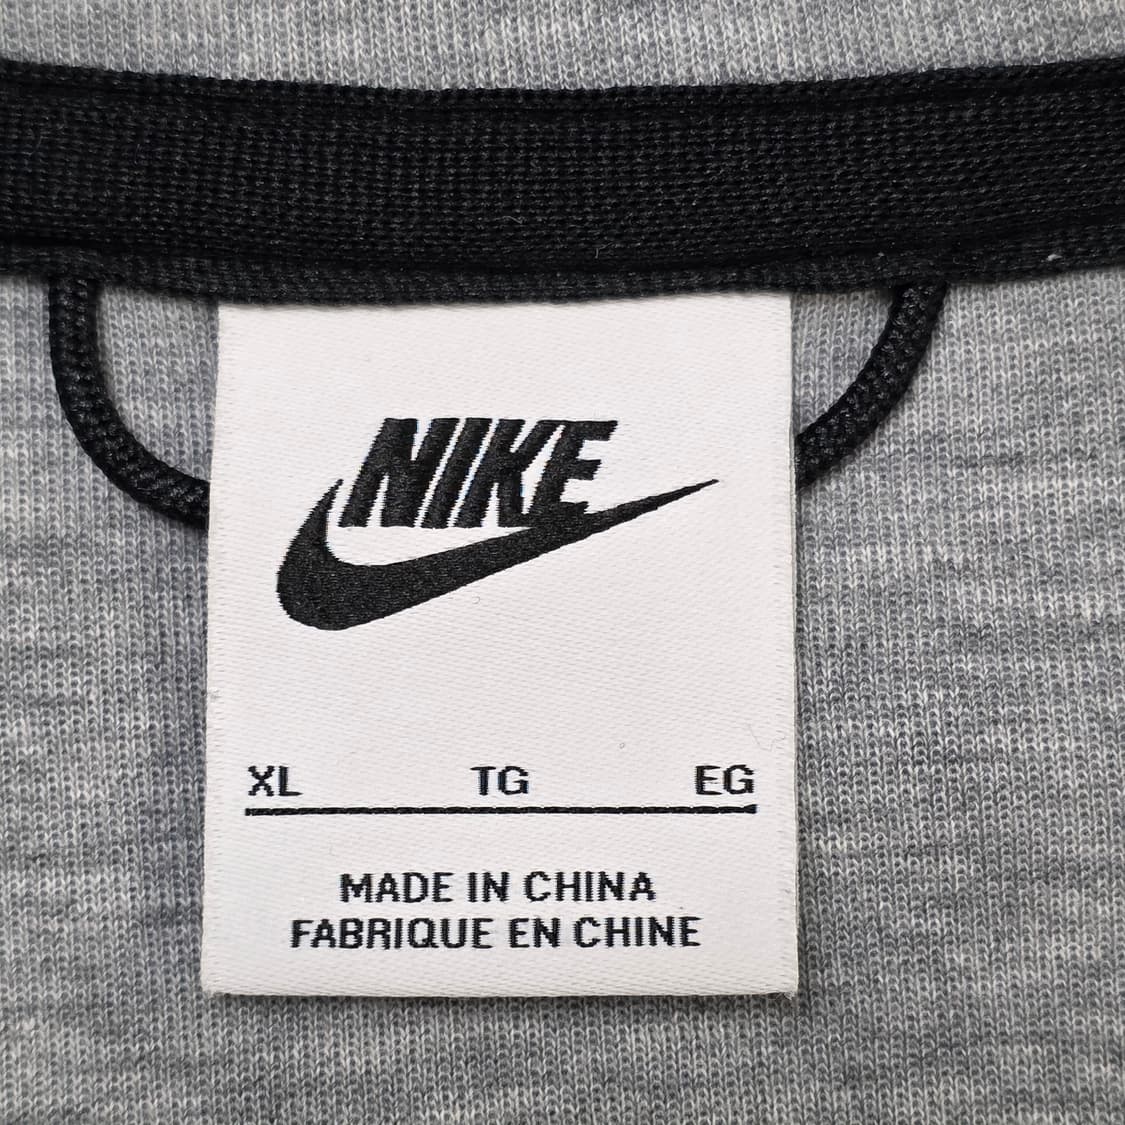 NIKE
XL TG EG
MADE IN CHINA
FABRIQUE EN CHINE